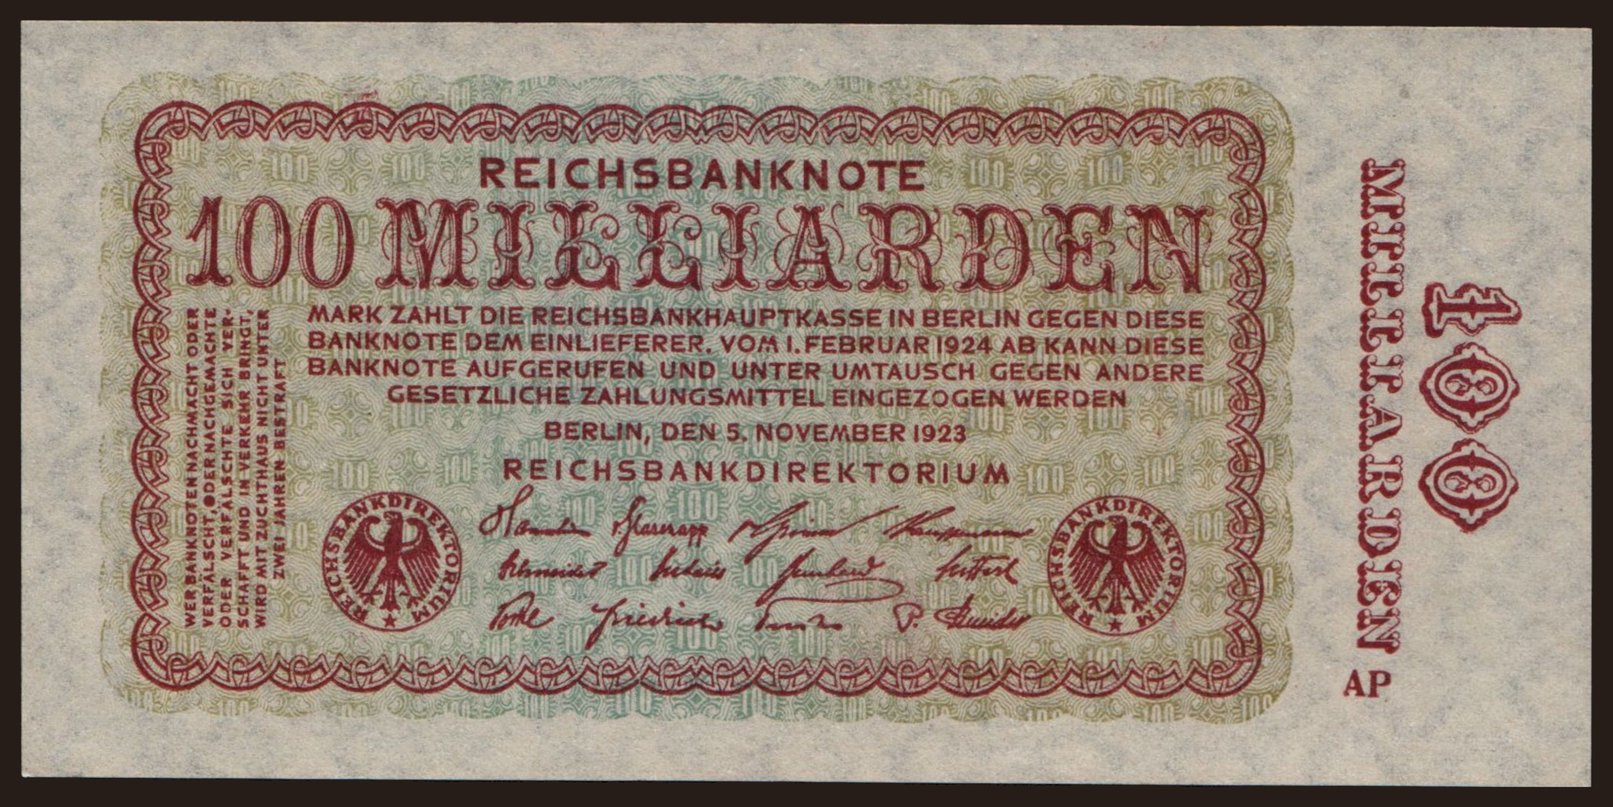 REICHSBANKNOTE
100 MILLIARDEN
MARK ZAHLT DIE REICHSBANKHAUPTKASSE IN BERLIN GEGEN DIESE
BANKNOTE DEM EINLIEFERER. VOM 1. FEBRUAR 1924 AB KANN DIESE
BANKNOTE AUFGERUFEN UND UNTER UMTAUSCH GEGEN ANDERE
GESETZLICHE ZAHLUNGSMITTEL EINGEZOGEN WERDEN
BERLIN, DEN 5. NOVEMBER 1923
REICHSBANKDIREKTORIUM
WER BANKNOTEN NACHMACHT ODER
VERFÄLSCHT, ODER NACHGEMACHTE
ODER VERFÄLSCHTE SICH VER-
SCHAFFT UND IN VERKEHR BRINGT,
WIRD MIT ZUCHTHAUS NICHT UNTER
ZWEI JAHREN BESTRAFT
REICHSBANKDIREKTORIUM
REICHSBANKDIREKTORIUM
Friedrich
P. Schneider
100
MILLIARDEN
AP